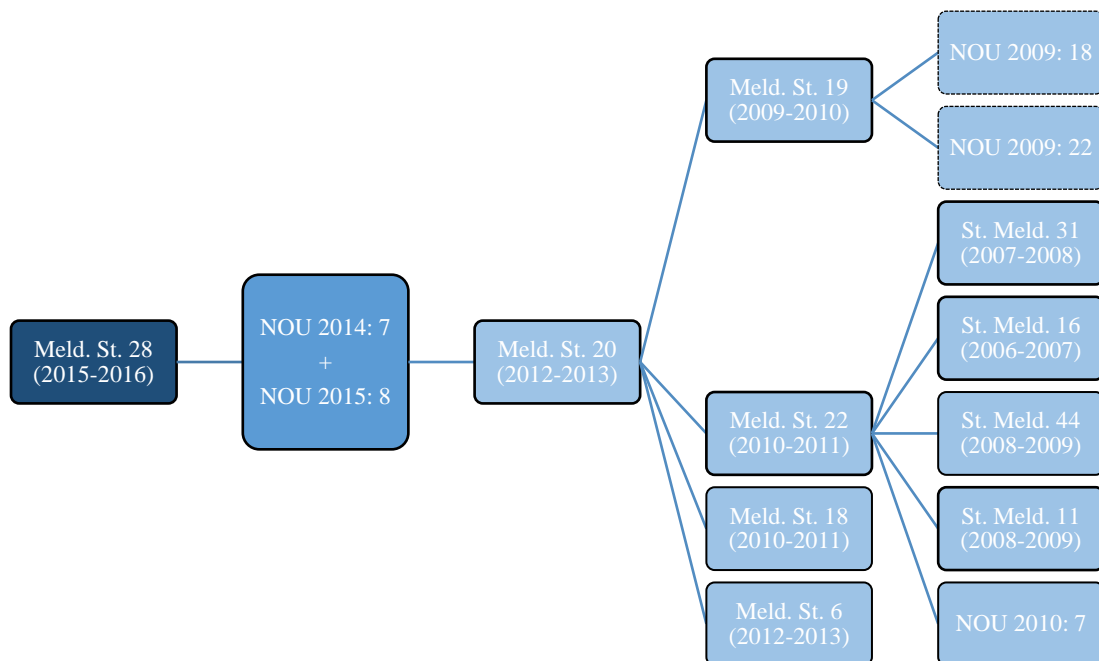 Meld. St. 28
(2015-2016)
NOU 2014: 7
+
NOU 2015: 8
Meld. St. 20
(2012-2013)
Meld. St. 19
(2009-2010)
NOU 2009: 18
NOU 2009: 22
Meld. St. 22
(2010-2011)
St. Meld. 31
(2007-2008)
St. Meld. 16
(2006-2007)
St. Meld. 44
(2008-2009)
St. Meld. 11
(2008-2009)
NOU 2010: 7
Meld. St. 18
(2010-2011)
Meld. St. 6
(2012-2013)